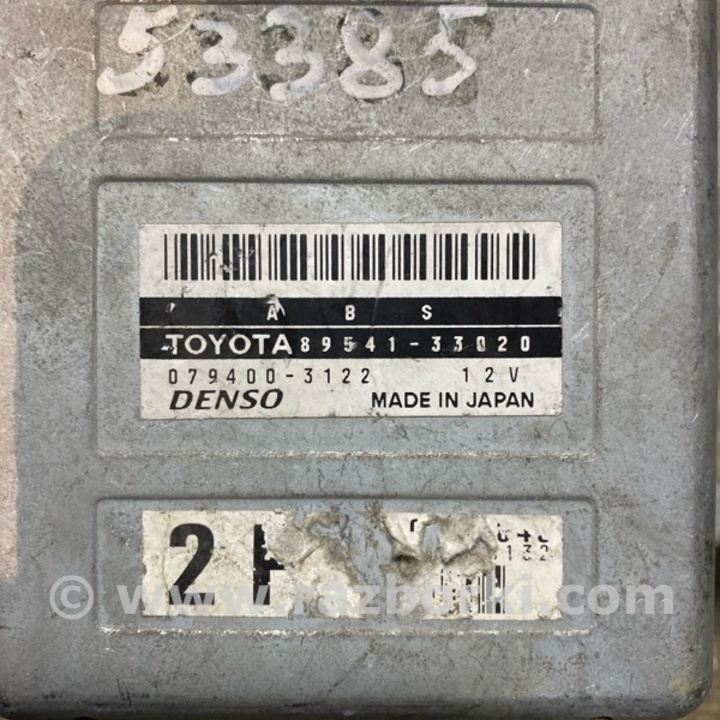 53385
A B S
TOYOTA 89541-33020
079400-3122 12V
DENSO MADE IN JAPAN
2
132
© www.razborki.com